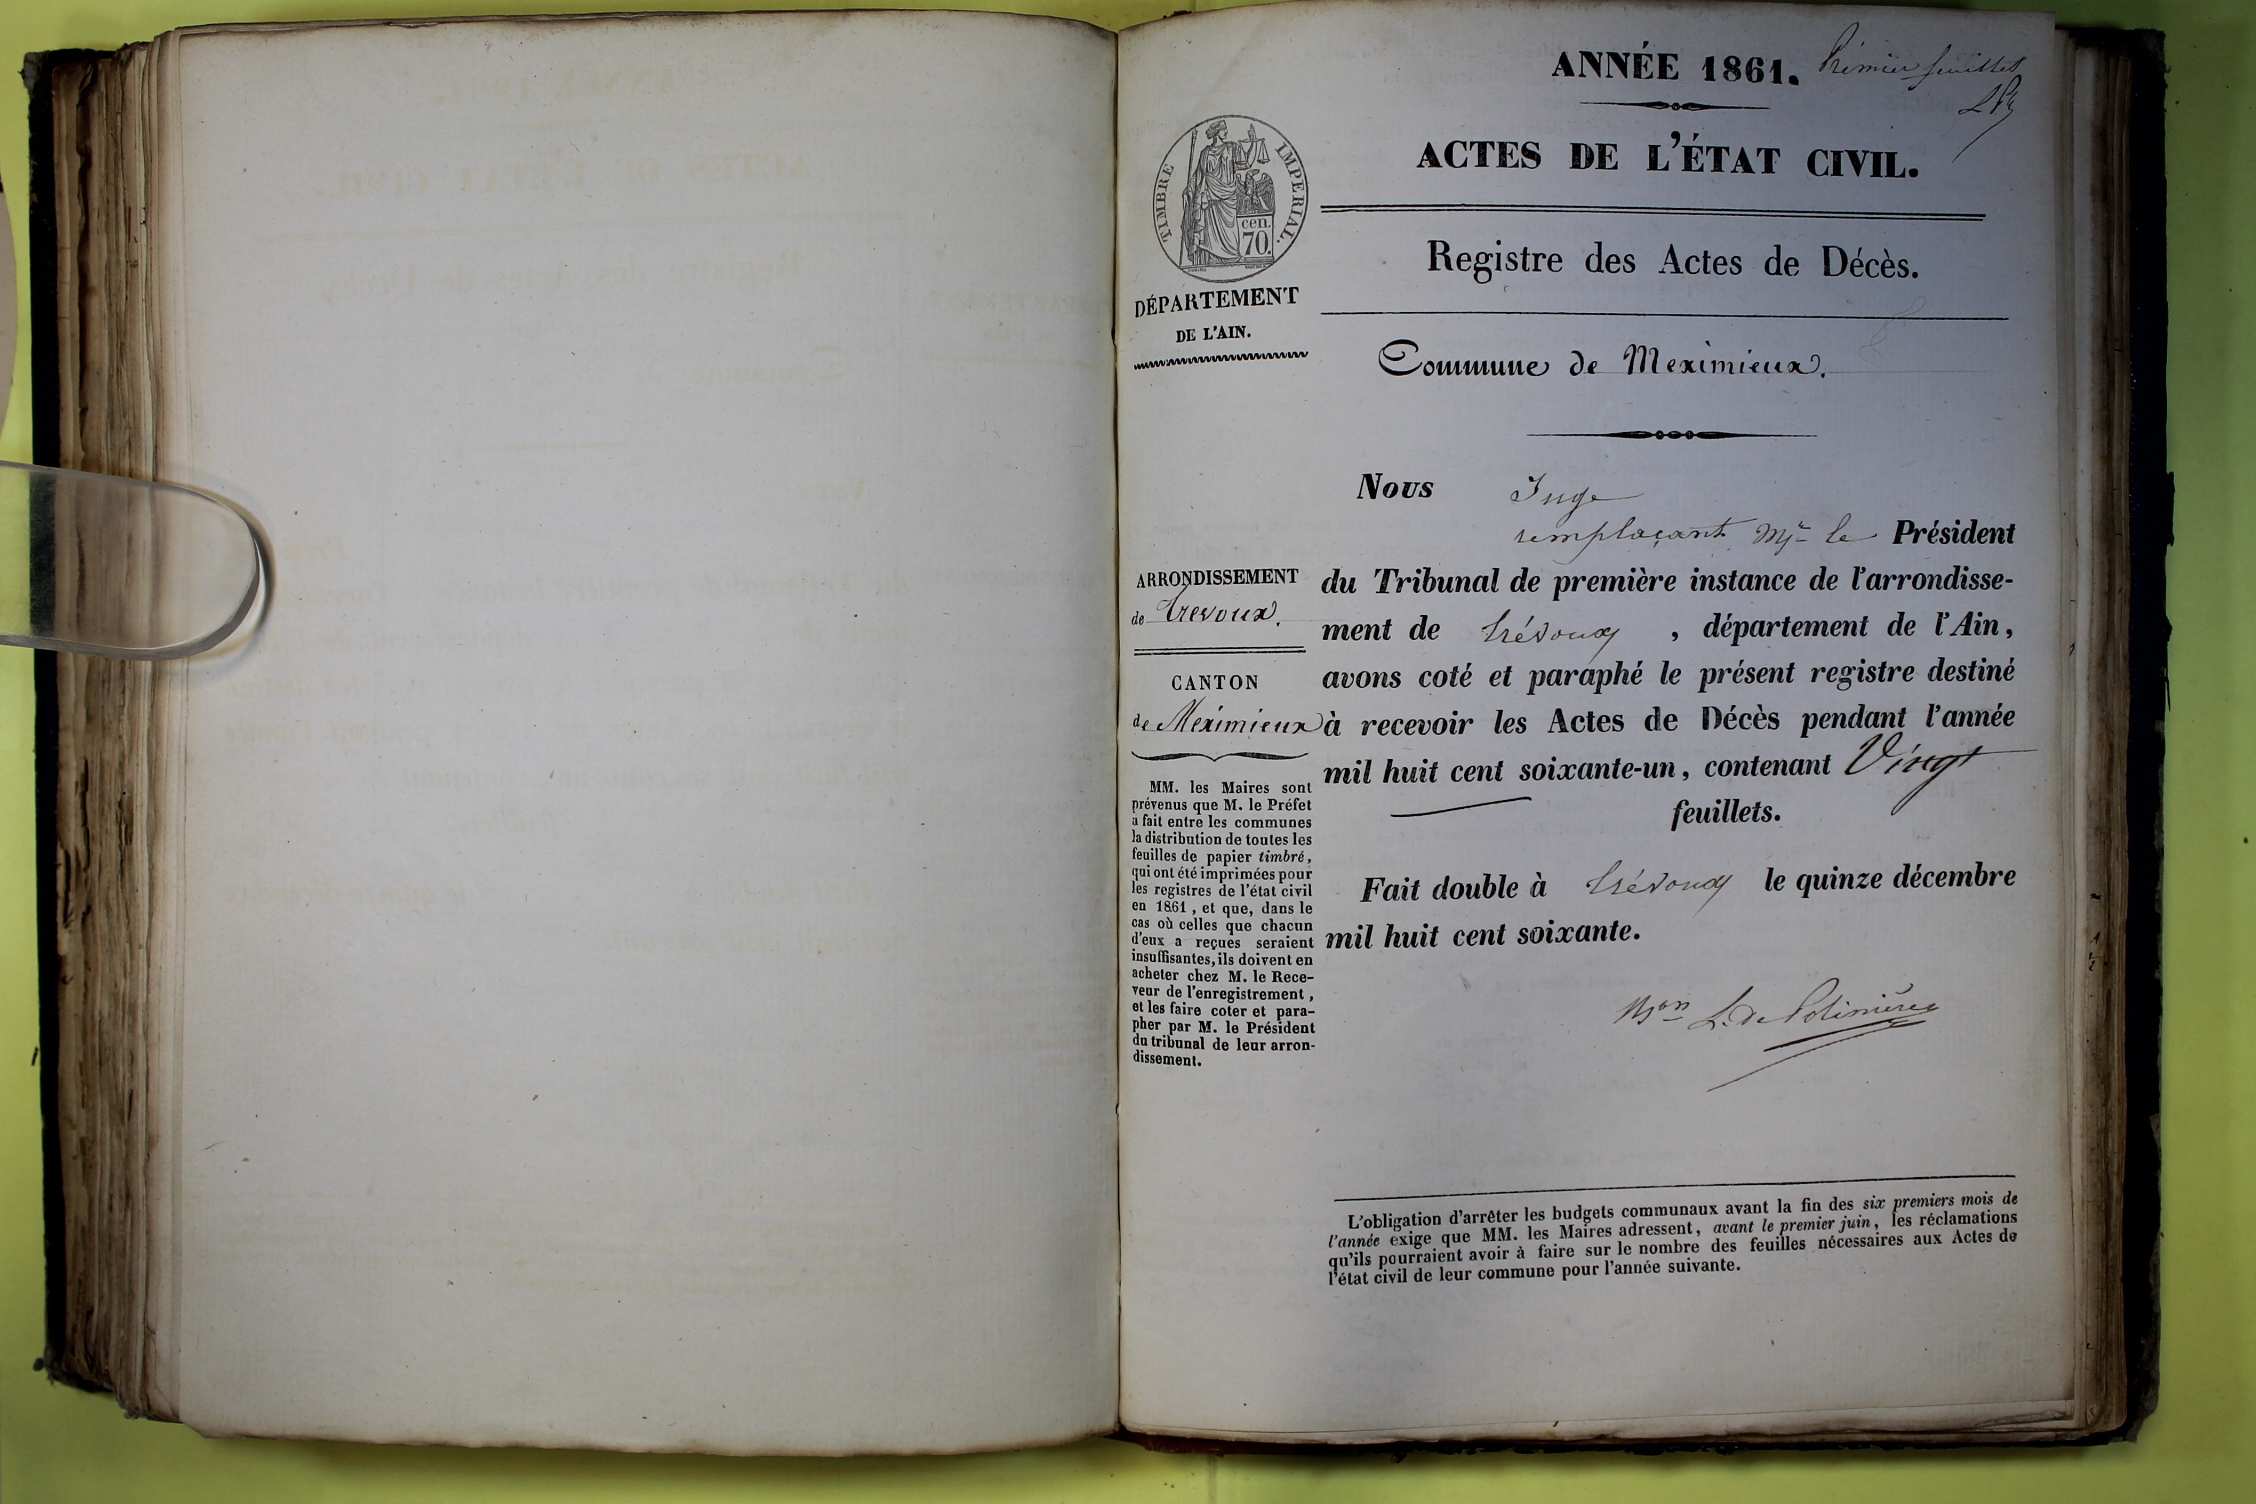 ANNÉE 1861.
Premier feuillet
ACTES DE L'ÉTAT CIVIL.
TIMBRE IMPERIAL.
cen.
70.
Registre des Actes de Décès.
DÉPARTEMENT
DE L'AIN.
Commune de Meximieux.
Nous Juge
remplaçant Mr le Président
du Tribunal de première instance de l'arrondisse-
ment de Trévoux , département de l'Ain,
avons coté et paraphé le présent registre destiné
à recevoir les Actes de Décès pendant l'année
mil huit cent soixante-un, contenant Vingt
feuillets.
Fait double à Trévoux le quinze décembre
mil huit cent soixante.
L. de Polinière
ARRONDISSEMENT
de Trevoux.
CANTON
de Meximieux
MM. les Maires sont
prévenus que M. le Préfet
a fait entre les communes
la distribution de toutes les
feuilles de papier timbré,
qui ont été imprimées pour
les registres de l'état civil
en 1861, et que, dans le
cas où celles que chacun
d'eux a reçues seraient
insuffisantes, ils doivent en
acheter chez M. le Rece-
veur de l'enregistrement,
et les faire coter et para-
pher par M. le Président
du tribunal de leur arron-
dissement.
L'obligation d'arrêter les budgets communaux avant la fin des six premiers mois de
l'année exige que MM. les Maires adressent, avant le premier juin, les réclamations
qu'ils pourraient avoir à faire sur le nombre des feuilles nécessaires aux Actes de
l'état civil de leur commune pour l'année suivante.